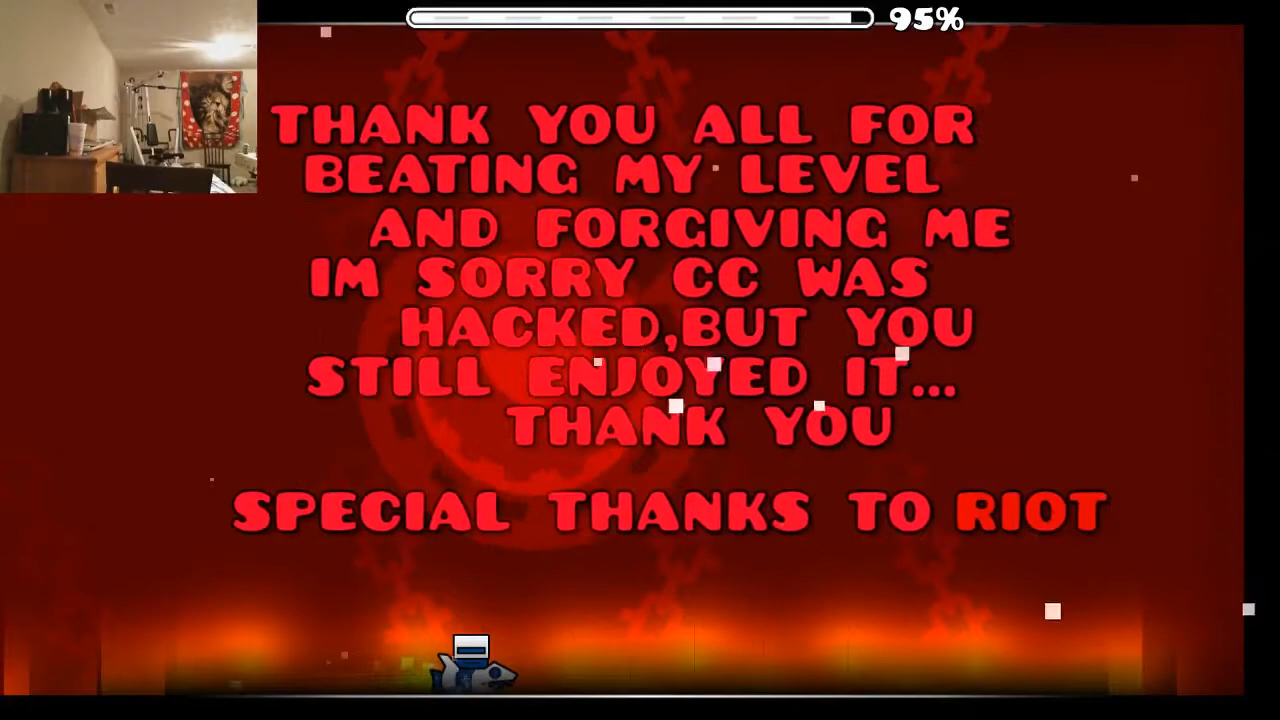 95%
THANK YOU ALL FOR
BEATING MY LEVEL
AND FORGIVING ME
IM SORRY CC WAS
HACKED,BUT YOU
STILL ENJOYED IT...
THANK YOU
SPECIAL THANKS TO RIOT